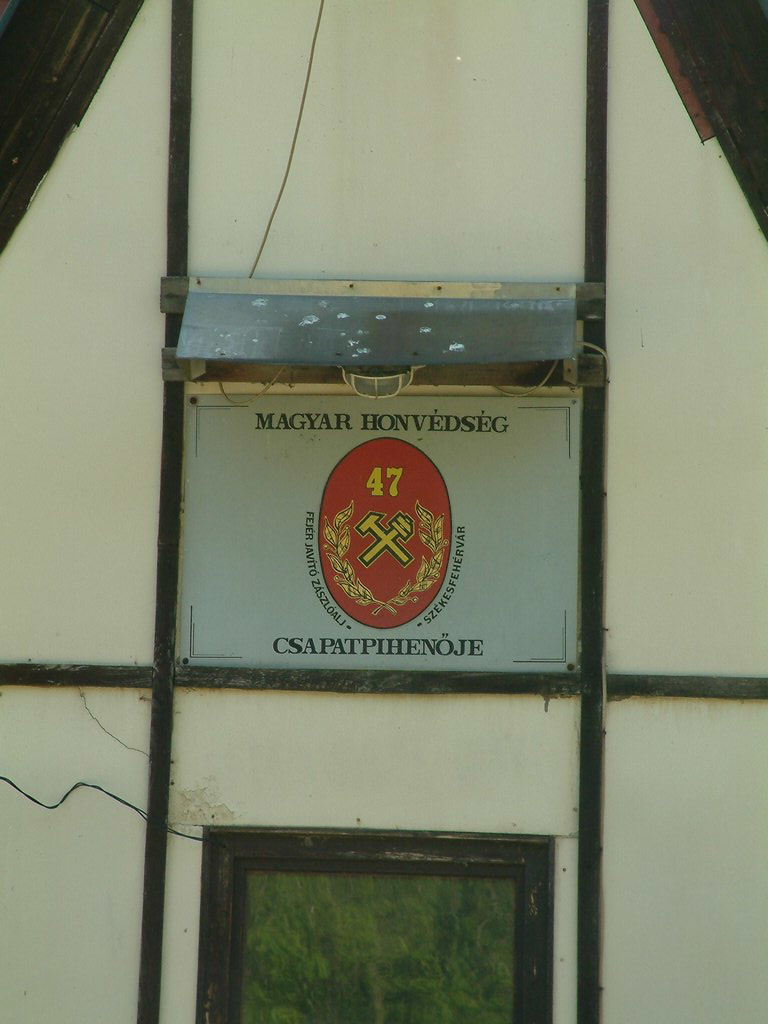 MAGYAR HONVÉDSÉG
47
FEJÉR JAVÍTÓ ZÁSZLÓALJ
SZÉKESFEHÉRVÁR
CSAPATPIHENŐJE